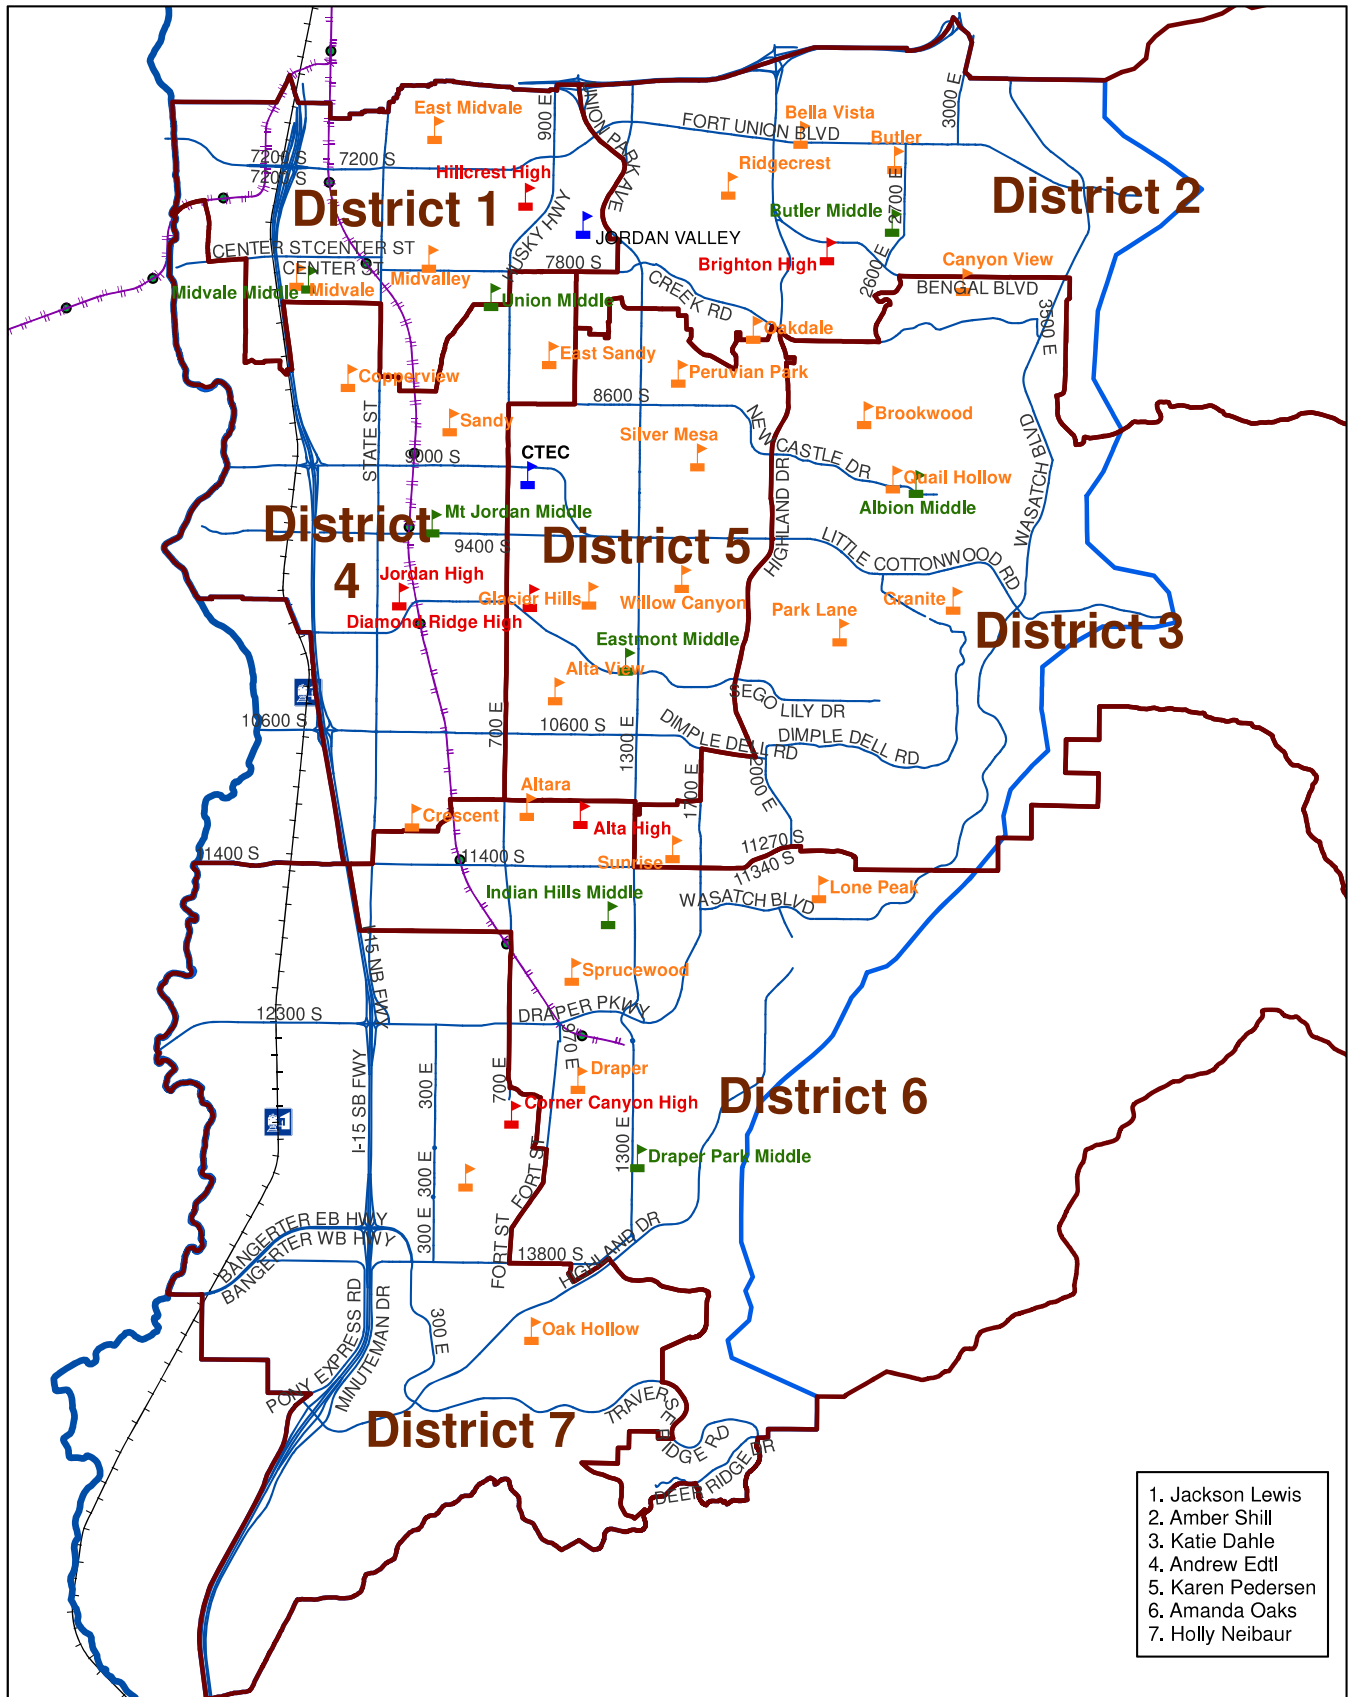 East Midvale
900 E
UNION PARK AVE
FORT UNION BLVD
Bella Vista
Butler
3000 E
7200 S
7200 S
7200 S
Hillcrest High
Ridgecrest
2700 E
District 1
District 2
Butler Middle
HUSKY HWY
JORDAN VALLEY
CENTER ST
CENTER ST
CENTER ST
Midvalley
7800 S
Brighton High
2600 E
Canyon View
BENGAL BLVD
Midvale Middle
Midvale
Union Middle
CREEK RD
Oakdale
3500 E
East Sandy
Peruvian Park
Copperview
8600 S
Sandy
STATE ST
NEWCASTLE DR
Brookwood
Silver Mesa
WASATCH BLVD
9000 S
CTEC
HIGHLAND DR
Quail Hollow
Albion Middle
Mt Jordan Middle
District
4
9400 S
District 5
LITTLE COTTONWOOD RD
Jordan High
Glacier Hills
Willow Canyon
Park Lane
Granite
Diamond Ridge High
District 3
Eastmont Middle
Alta View
SEGO LILY DR
10600 S
700 E
10600 S
1300 E
DIMPLE DELL RD
DIMPLE DELL RD
2000 E
1700 E
Altara
Crescent
Alta High
11400 S
11400 S
Sunrise
11270 S
11340 S
Indian Hills Middle
WASATCH BLVD
Lone Peak
I-15 NB FWY
Sprucewood
12300 S
DRAPER PKWY
970 E
I-15 SB FWY
300 E
700 E
Draper
District 6
Corner Canyon High
1300 E
Draper Park Middle
300 E
FORT ST
BANGERTER EB HWY
BANGERTER WB HWY
300 E
FORT ST
13800 S
HIGHLAND DR
PONY EXPRESS RD
MINUTEMAN DR
300 E
Oak Hollow
District 7
TRAVERSE RIDGE RD
DEER RIDGE DR
1. Jackson Lewis
2. Amber Shill
3. Katie Dahle
4. Andrew Edtl
5. Karen Pedersen
6. Amanda Oaks
7. Holly Neibaur